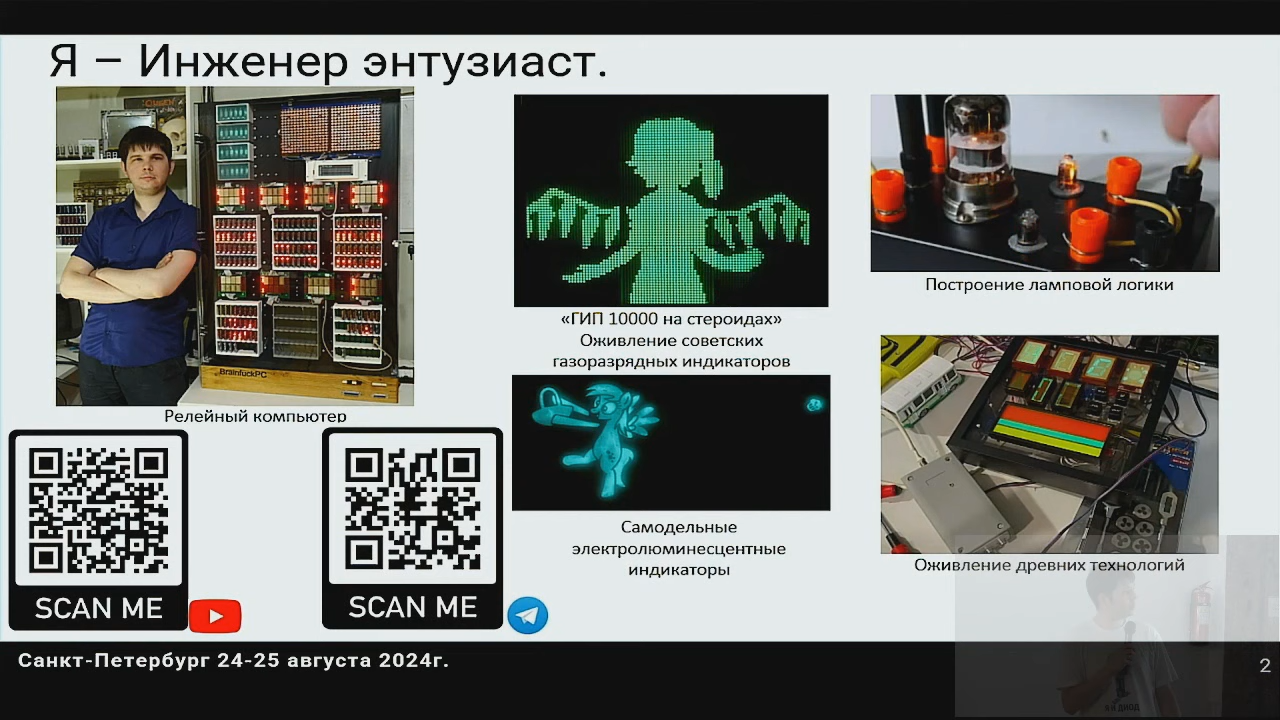 Я – Инженер энтузиаст.
BrainfuckPC
Релейный компьютер
«ГИП 10000 на стероидах»
Оживление советских
газоразрядных индикаторов
Самодельные
электролюминесцентные
индикаторы
Построение ламповой логики
Оживление древних технологий
SCAN ME
SCAN ME
Санкт-Петербург 24-25 августа 2024г.
2